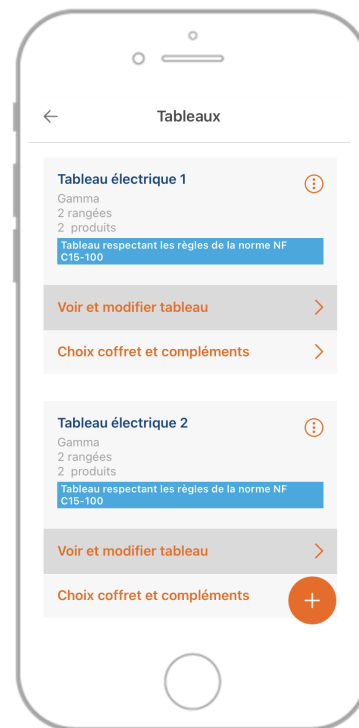 Tableaux
Tableau électrique 1
Gamma
2 rangées
2 produits
Tableau respectant les règles de la norme NF
C15-100
Voir et modifier tableau
Choix coffret et compléments
Tableau électrique 2
Gamma
2 rangées
2 produits
Tableau respectant les règles de la norme NF
C15-100
Voir et modifier tableau
Choix coffret et compléments